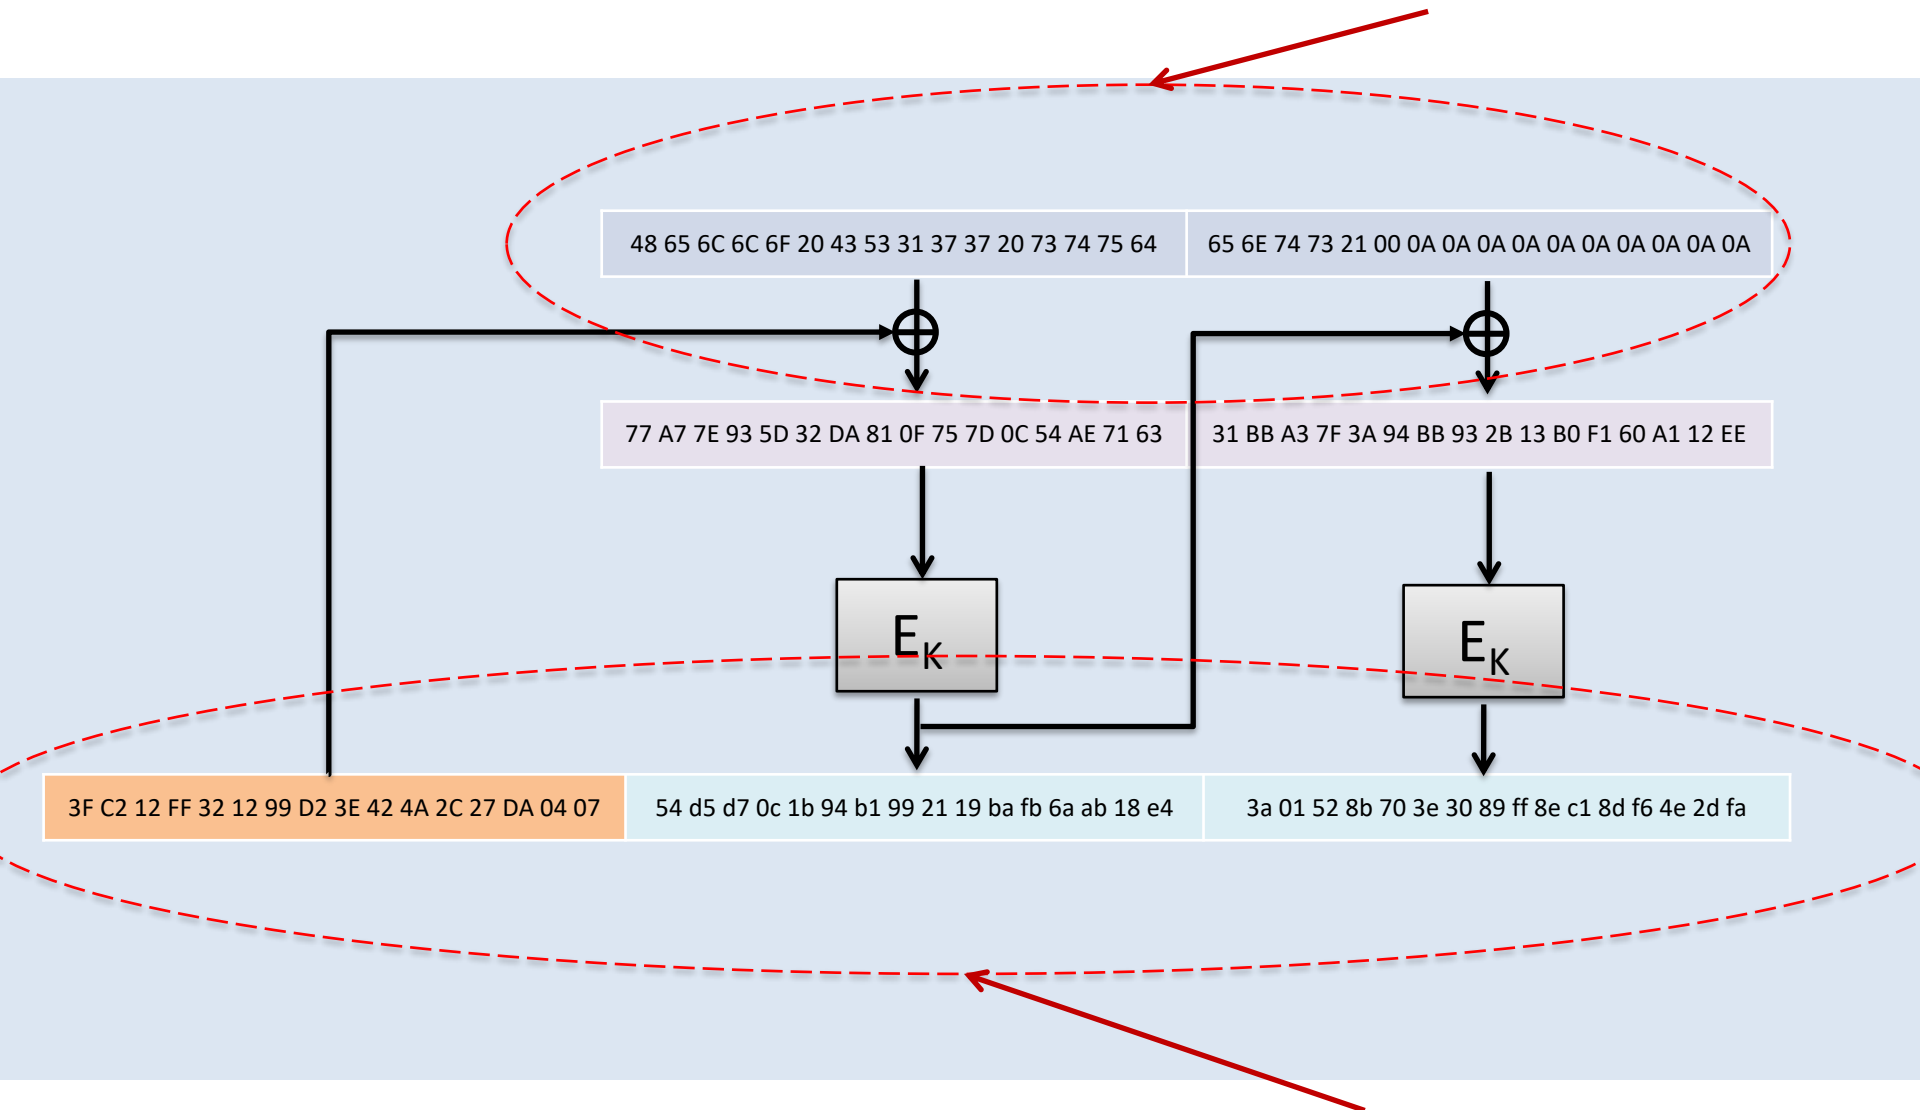 48 65 6C 6C 6F 20 43 53 31 37 37 20 73 74 75 64
65 6E 74 73 21 00 0A 0A 0A 0A 0A 0A 0A 0A 0A 0A
77 A7 7E 93 5D 32 DA 81 0F 75 7D 0C 54 AE 71 63
31 BB A3 7F 3A 94 BB 93 2B 13 B0 F1 60 A1 12 EE
EK
EK
3F C2 12 FF 32 12 99 D2 3E 42 4A 2C 27 DA 04 07
54 d5 d7 0c 1b 94 b1 99 21 19 ba fb 6a ab 18 e4
3a 01 52 8b 70 3e 30 89 ff 8e c1 8d f6 4e 2d fa